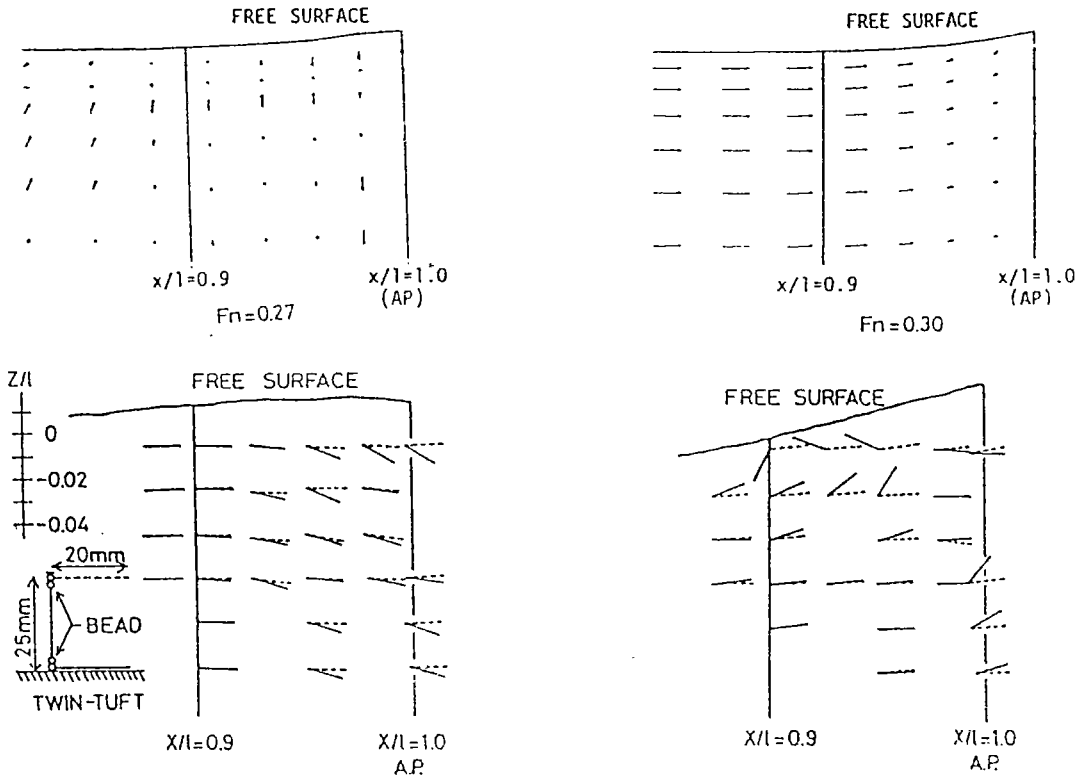 FREE SURFACE
x/l=0.9
x/l=1.0
(AP)
Fn=0.27
FREE SURFACE
x/l=0.9
x/l=1.0
(AP)
Fn=0.30
Z/l
0
-0.02
-0.04
FREE SURFACE
20mm
25mm
BEAD
TWIN-TUFT
X/l=0.9
X/l=1.0
A.P.
FREE SURFACE
X/l=0.9
X/l=1.0
A.P.